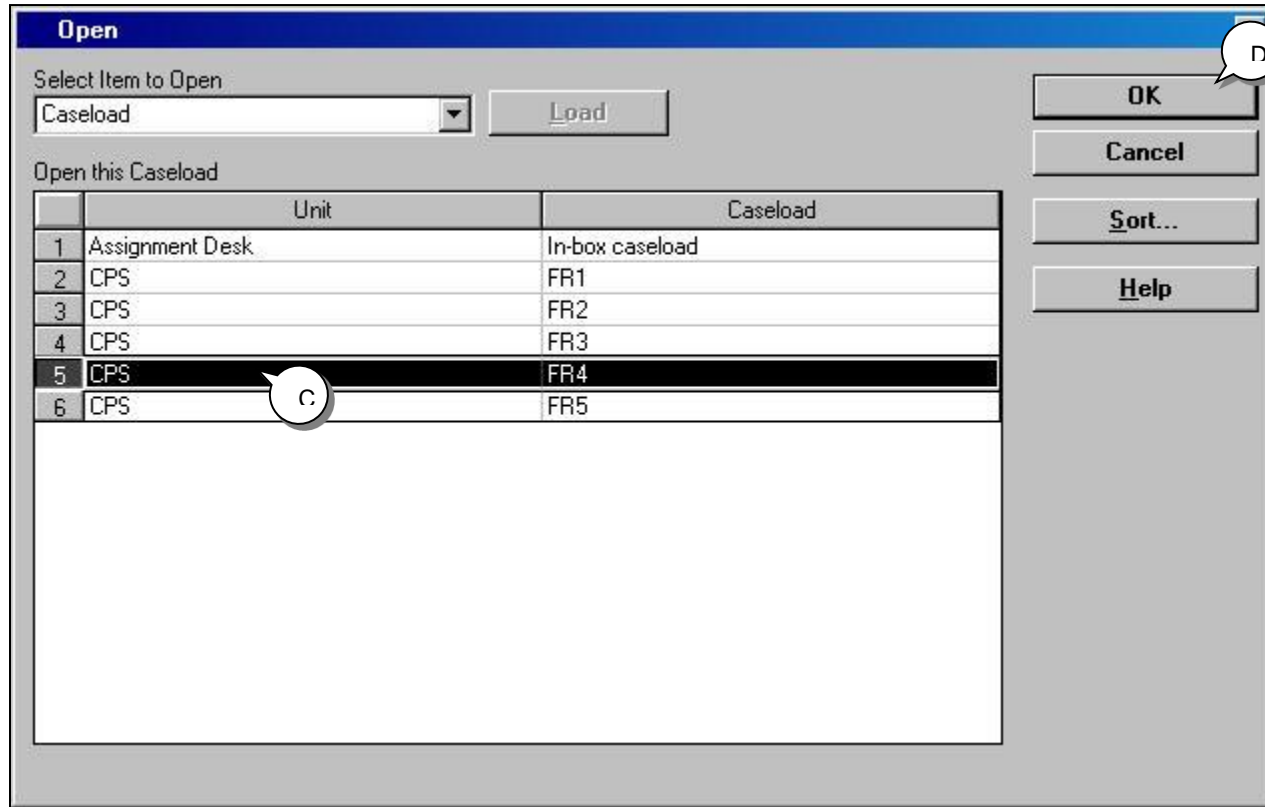 Open
D
Select Item to Open
Caseload
Load
OK
Cancel
Open this Caseload
Unit Caseload
Sort...
1 Assignment Desk In-box caseload
2 CPS FR1
Help
3 CPS FR2
4 CPS FR3
5 CPS FR4
C
6 CPS FR5